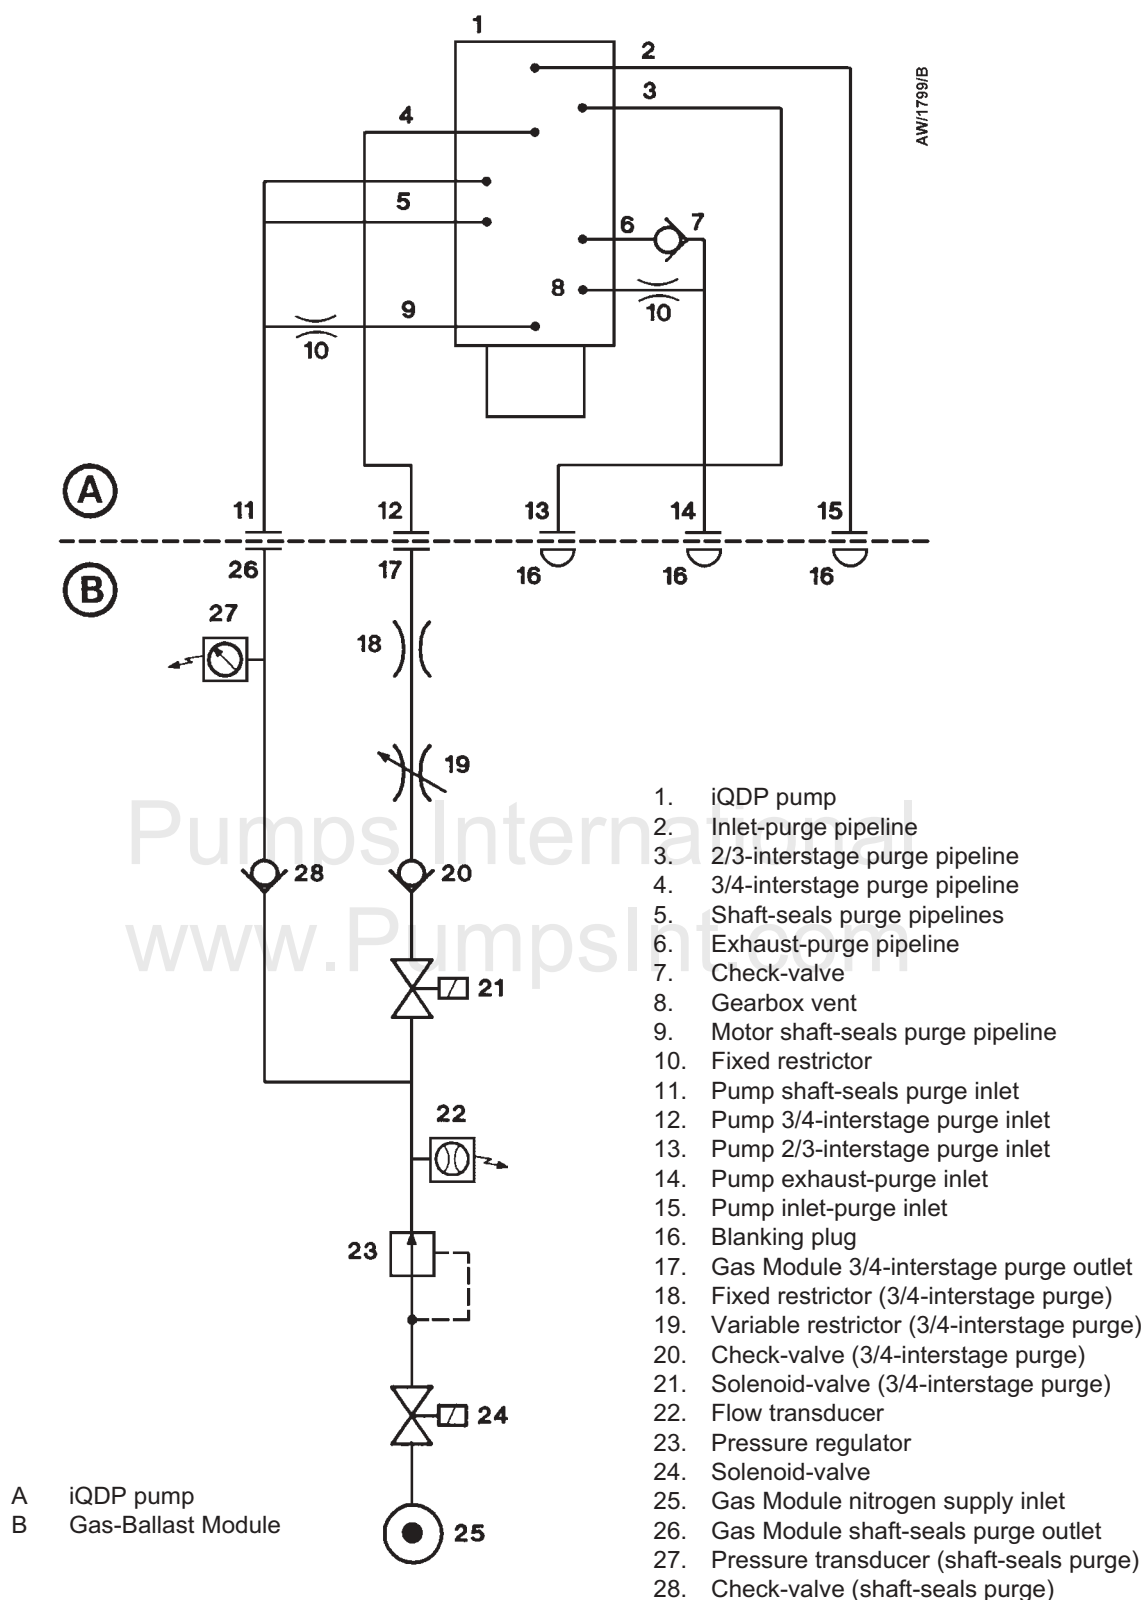 1
2
3
AW/1799/B
4
5
6
7
8
10
9
10
A
11
12
13
14
15
B
26
17
16
16
16
27
18
19
28
20
21
22
23
24
25
Pumps International
www.PumpsInt.com
A iQDP pump
B Gas-Ballast Module
1. iQDP pump
2. Inlet-purge pipeline
3. 2/3-interstage purge pipeline
4. 3/4-interstage purge pipeline
5. Shaft-seals purge pipelines
6. Exhaust-purge pipeline
7. Check-valve
8. Gearbox vent
9. Motor shaft-seals purge pipeline
10. Fixed restrictor
11. Pump shaft-seals purge inlet
12. Pump 3/4-interstage purge inlet
13. Pump 2/3-interstage purge inlet
14. Pump exhaust-purge inlet
15. Pump inlet-purge inlet
16. Blanking plug
17. Gas Module 3/4-interstage purge outlet
18. Fixed restrictor (3/4-interstage purge)
19. Variable restrictor (3/4-interstage purge)
20. Check-valve (3/4-interstage purge)
21. Solenoid-valve (3/4-interstage purge)
22. Flow transducer
23. Pressure regulator
24. Solenoid-valve
25. Gas Module nitrogen supply inlet
26. Gas Module shaft-seals purge outlet
27. Pressure transducer (shaft-seals purge)
28. Check-valve (shaft-seals purge)